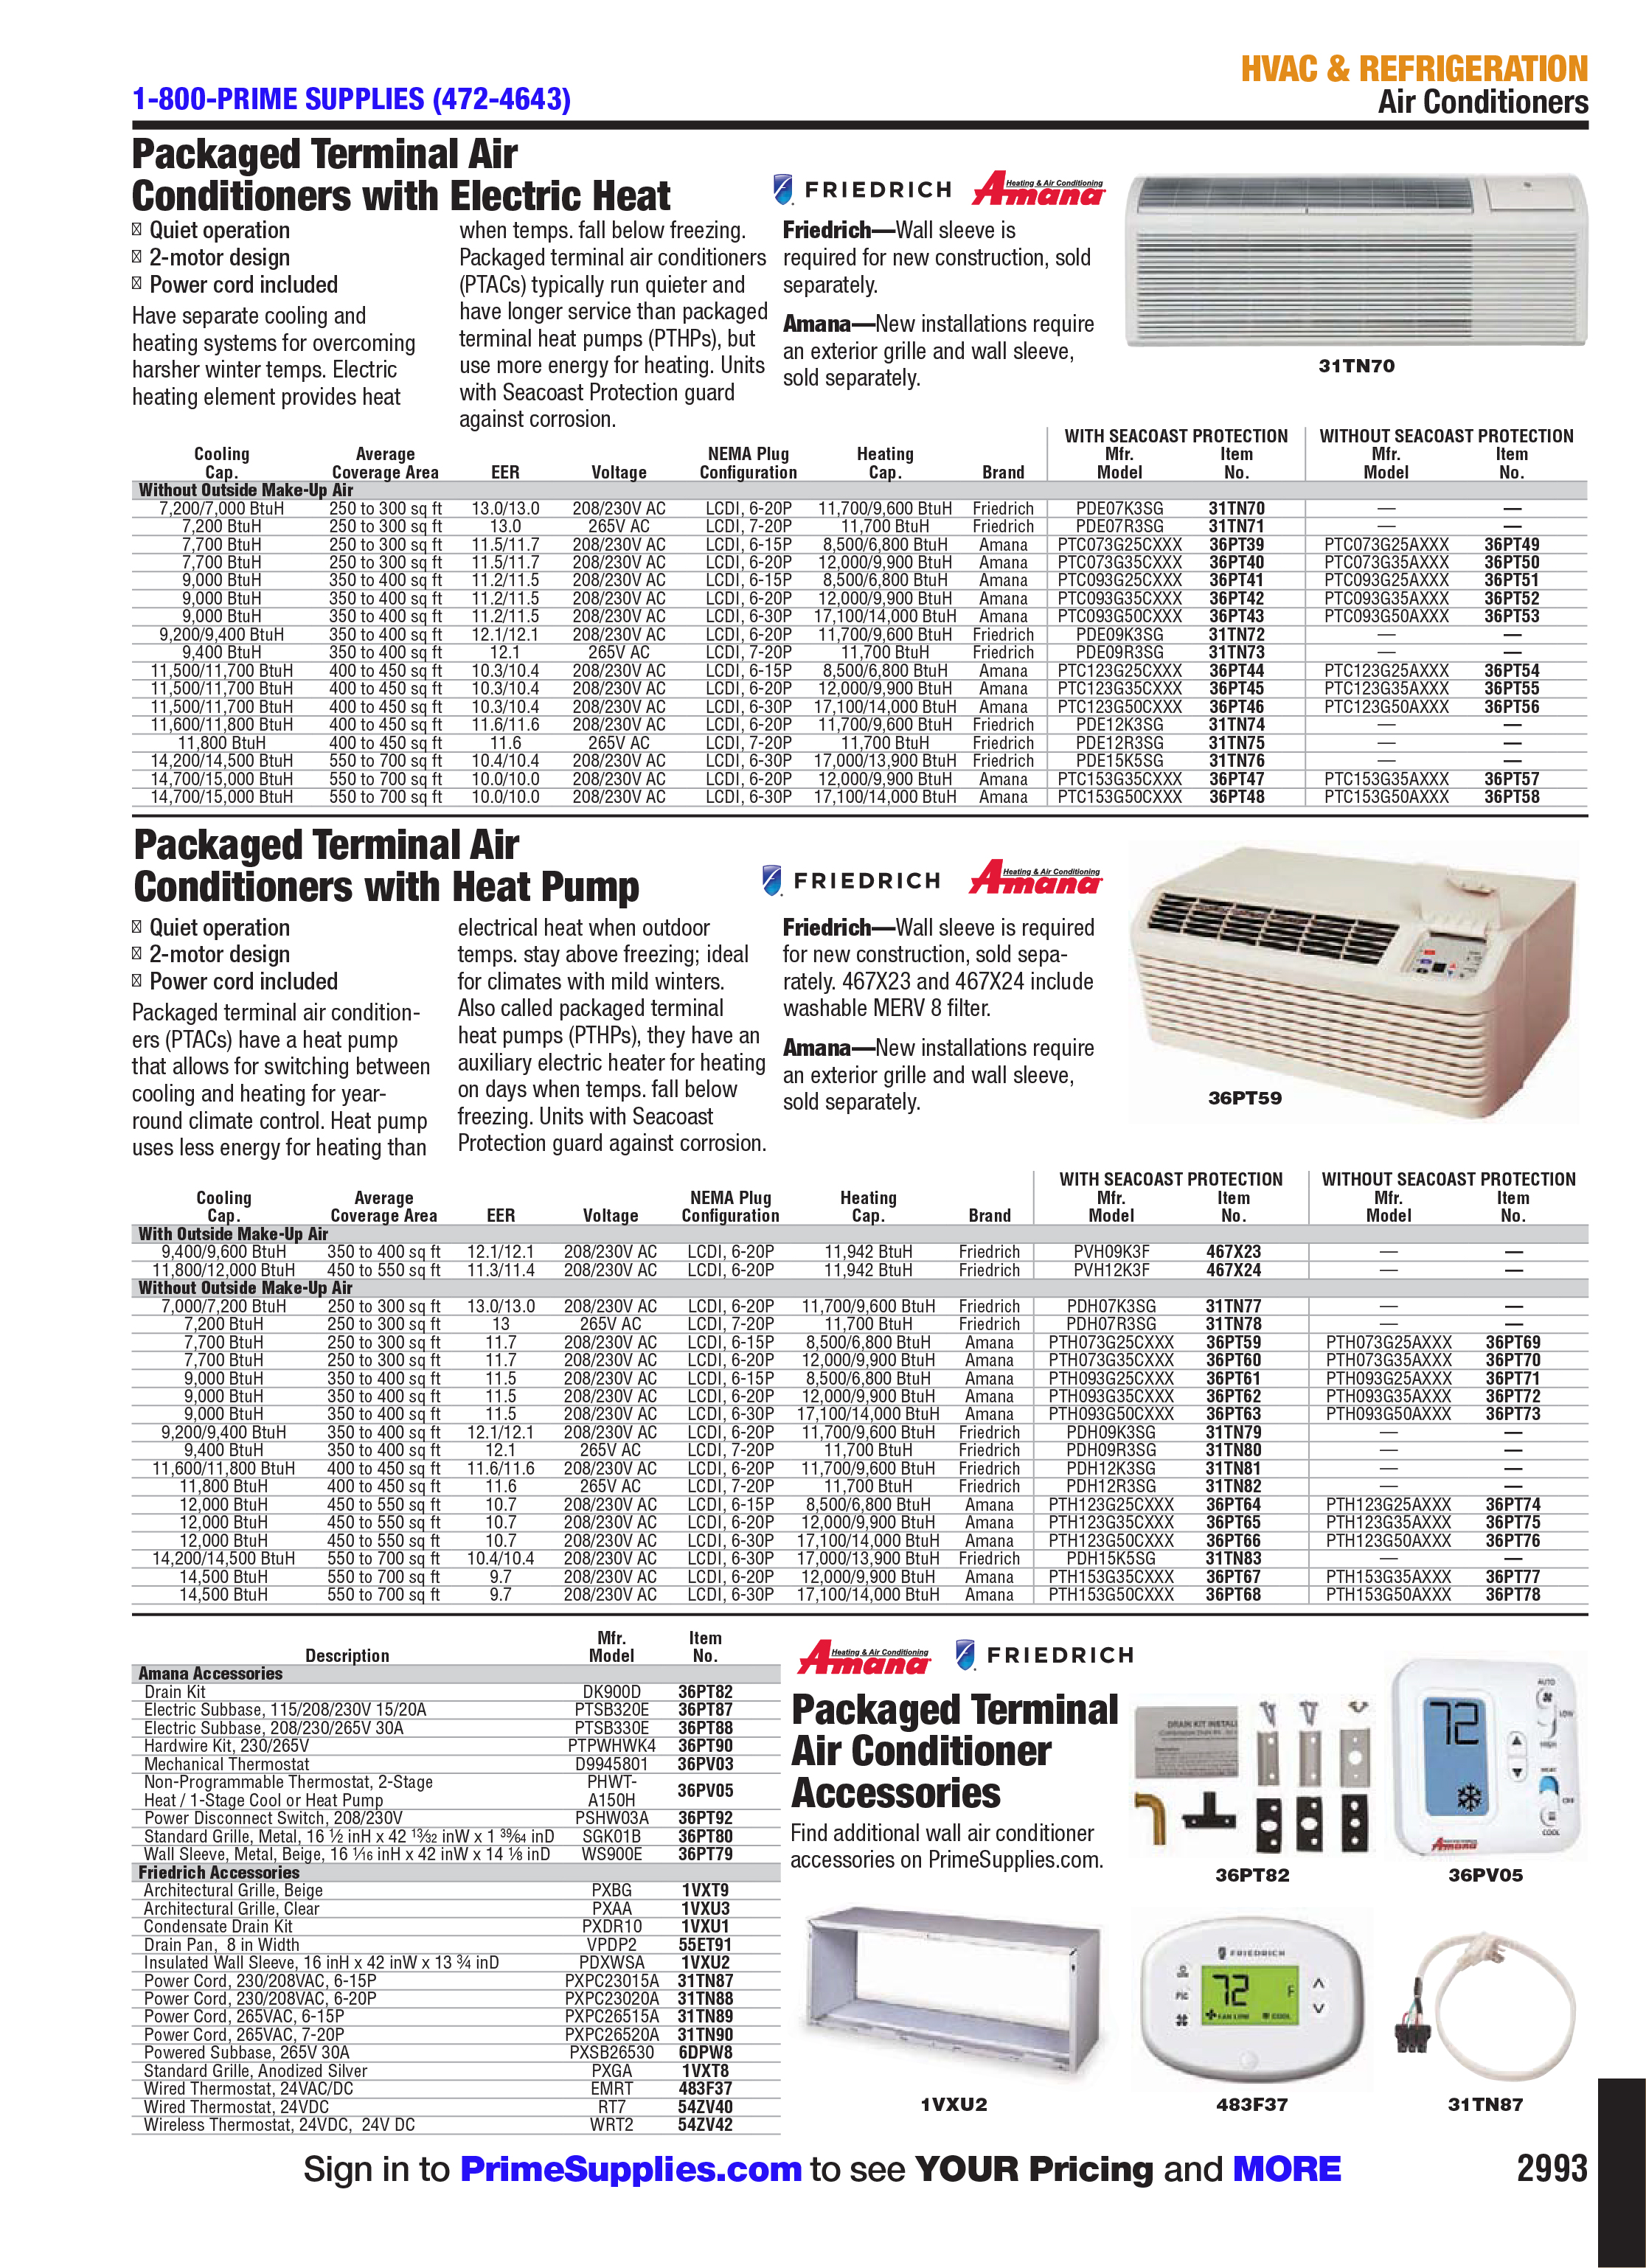 HVAC & REFRIGERATION
1-800-PRIME SUPPLIES (472-4643)
Air Conditioners
Packaged Terminal Air
Conditioners with Electric Heat
FRIEDRICH
Heating & Air Conditioning
Amana
Quiet operation
2-motor design
Power cord included
Have separate cooling and
heating systems for overcoming
harsher winter temps. Electric
heating element provides heat
when temps. fall below freezing.
Packaged terminal air conditioners
(PTACs) typically run quieter and
have longer service than packaged
terminal heat pumps (PTHPs), but
use more energy for heating. Units
with Seacoast Protection guard
against corrosion.
Friedrich—Wall sleeve is
required for new construction, sold
separately.
Amana—New installations require
an exterior grille and wall sleeve,
sold separately.
31TN70
WITH SEACOAST PROTECTION WITHOUT SEACOAST PROTECTION
Cooling Average NEMA Plug Heating Mfr. Item Mfr. Item
Cap. Coverage Area EER Voltage Configuration Cap. Brand Model No. Model No.
Without Outside Make-Up Air
7,200/7,000 BtuH 250 to 300 sq ft 13.0/13.0 208/230V AC LCDI, 6-20P 11,700/9,600 BtuH Friedrich PDE07K3SG 31TN70 — —
7,200 BtuH 250 to 300 sq ft 13.0 265V AC LCDI, 7-20P 11,700 BtuH Friedrich PDE07R3SG 31TN71 — —
7,700 BtuH 250 to 300 sq ft 11.5/11.7 208/230V AC LCDI, 6-15P 8,500/6,800 BtuH Amana PTC073G25CXXX 36PT39 PTC073G25AXXX 36PT49
7,700 BtuH 250 to 300 sq ft 11.5/11.7 208/230V AC LCDI, 6-20P 12,000/9,900 BtuH Amana PTC073G35CXXX 36PT40 PTC073G35AXXX 36PT50
9,000 BtuH 350 to 400 sq ft 11.2/11.5 208/230V AC LCDI, 6-15P 8,500/6,800 BtuH Amana PTC093G25CXXX 36PT41 PTC093G25AXXX 36PT51
9,000 BtuH 350 to 400 sq ft 11.2/11.5 208/230V AC LCDI, 6-20P 12,000/9,900 BtuH Amana PTC093G35CXXX 36PT42 PTC093G35AXXX 36PT52
9,000 BtuH 350 to 400 sq ft 11.2/11.5 208/230V AC LCDI, 6-30P 17,100/14,000 BtuH Amana PTC093G50CXXX 36PT43 PTC093G50AXXX 36PT53
9,200/9,400 BtuH 350 to 400 sq ft 12.1/12.1 208/230V AC LCDI, 6-20P 11,700/9,600 BtuH Friedrich PDE09K3SG 31TN72 — —
9,400 BtuH 350 to 400 sq ft 12.1 265V AC LCDI, 7-20P 11,700 BtuH Friedrich PDE09R3SG 31TN73 — —
11,500/11,700 BtuH 400 to 450 sq ft 10.3/10.4 208/230V AC LCDI, 6-15P 8,500/6,800 BtuH Amana PTC123G25CXXX 36PT44 PTC123G25AXXX 36PT54
11,500/11,700 BtuH 400 to 450 sq ft 10.3/10.4 208/230V AC LCDI, 6-20P 12,000/9,900 BtuH Amana PTC123G35CXXX 36PT45 PTC123G35AXXX 36PT55
11,500/11,700 BtuH 400 to 450 sq ft 10.3/10.4 208/230V AC LCDI, 6-30P 17,100/14,000 BtuH Amana PTC123G50CXXX 36PT46 PTC123G50AXXX 36PT56
11,600/11,800 BtuH 400 to 450 sq ft 11.6/11.6 208/230V AC LCDI, 6-20P 11,700/9,600 BtuH Friedrich PDE12K3SG 31TN74 — —
11,800 BtuH 400 to 450 sq ft 11.6 265V AC LCDI, 7-20P 11,700 BtuH Friedrich PDE12R3SG 31TN75 — —
14,200/14,500 BtuH 550 to 700 sq ft 10.4/10.4 208/230V AC LCDI, 6-30P 17,000/13,900 BtuH Friedrich PDE15K5SG 31TN76 — —
14,700/15,000 BtuH 550 to 700 sq ft 10.0/10.0 208/230V AC LCDI, 6-20P 12,000/9,900 BtuH Amana PTC153G35CXXX 36PT47 PTC153G35AXXX 36PT57
14,700/15,000 BtuH 550 to 700 sq ft 10.0/10.0 208/230V AC LCDI, 6-30P 17,100/14,000 BtuH Amana PTC153G50CXXX 36PT48 PTC153G50AXXX 36PT58
Packaged Terminal Air
Conditioners with Heat Pump
FRIEDRICH
Heating & Air Conditioning
Amana
Quiet operation
2-motor design
Power cord included
Packaged terminal air condition-
ers (PTACs) have a heat pump
that allows for switching between
cooling and heating for year-
round climate control. Heat pump
uses less energy for heating than
electrical heat when outdoor
temps. stay above freezing; ideal
for climates with mild winters.
Also called packaged terminal
heat pumps (PTHPs), they have an
auxiliary electric heater for heating
on days when temps. fall below
freezing. Units with Seacoast
Protection guard against corrosion.
Friedrich—Wall sleeve is required
for new construction, sold sepa-
rately. 467X23 and 467X24 include
washable MERV 8 filter.
Amana—New installations require
an exterior grille and wall sleeve,
sold separately.
36PT59
WITH SEACOAST PROTECTION WITHOUT SEACOAST PROTECTION
Cooling Average NEMA Plug Heating Mfr. Item Mfr. Item
Cap. Coverage Area EER Voltage Configuration Cap. Brand Model No. Model No.
With Outside Make-Up Air
9,400/9,600 BtuH 350 to 400 sq ft 12.1/12.1 208/230V AC LCDI, 6-20P 11,942 BtuH Friedrich PVH09K3F 467X23 — —
11,800/12,000 BtuH 450 to 550 sq ft 11.3/11.4 208/230V AC LCDI, 6-20P 11,942 BtuH Friedrich PVH12K3F 467X24 — —
Without Outside Make-Up Air
7,000/7,200 BtuH 250 to 300 sq ft 13.0/13.0 208/230V AC LCDI, 6-20P 11,700/9,600 BtuH Friedrich PDH07K3SG 31TN77 — —
7,200 BtuH 250 to 300 sq ft 13 265V AC LCDI, 7-20P 11,700 BtuH Friedrich PDH07R3SG 31TN78 — —
7,700 BtuH 250 to 300 sq ft 11.7 208/230V AC LCDI, 6-15P 8,500/6,800 BtuH Amana PTH073G25CXXX 36PT59 PTH073G25AXXX 36PT69
7,700 BtuH 250 to 300 sq ft 11.7 208/230V AC LCDI, 6-20P 12,000/9,900 BtuH Amana PTH073G35CXXX 36PT60 PTH073G35AXXX 36PT70
9,000 BtuH 350 to 400 sq ft 11.5 208/230V AC LCDI, 6-15P 8,500/6,800 BtuH Amana PTH093G25CXXX 36PT61 PTH093G25AXXX 36PT71
9,000 BtuH 350 to 400 sq ft 11.5 208/230V AC LCDI, 6-20P 12,000/9,900 BtuH Amana PTH093G35CXXX 36PT62 PTH093G35AXXX 36PT72
9,000 BtuH 350 to 400 sq ft 11.5 208/230V AC LCDI, 6-30P 17,100/14,000 BtuH Amana PTH093G50CXXX 36PT63 PTH093G50AXXX 36PT73
9,200/9,400 BtuH 350 to 400 sq ft 12.1/12.1 208/230V AC LCDI, 6-20P 11,700/9,600 BtuH Friedrich PDH09K3SG 31TN79 — —
9,400 BtuH 350 to 400 sq ft 12.1 265V AC LCDI, 7-20P 11,700 BtuH Friedrich PDH09R3SG 31TN80 — —
11,600/11,800 BtuH 400 to 450 sq ft 11.6/11.6 208/230V AC LCDI, 6-20P 11,700/9,600 BtuH Friedrich PDH12K3SG 31TN81 — —
11,800 BtuH 400 to 450 sq ft 11.6 265V AC LCDI, 7-20P 11,700 BtuH Friedrich PDH12R3SG 31TN82 — —
12,000 BtuH 450 to 550 sq ft 10.7 208/230V AC LCDI, 6-15P 8,500/6,800 BtuH Amana PTH123G25CXXX 36PT64 PTH123G25AXXX 36PT74
12,000 BtuH 450 to 550 sq ft 10.7 208/230V AC LCDI, 6-20P 12,000/9,900 BtuH Amana PTH123G35CXXX 36PT65 PTH123G35AXXX 36PT75
12,000 BtuH 450 to 550 sq ft 10.7 208/230V AC LCDI, 6-30P 17,100/14,000 BtuH Amana PTH123G50CXXX 36PT66 PTH123G50AXXX 36PT76
14,200/14,500 BtuH 550 to 700 sq ft 10.4/10.4 208/230V AC LCDI, 6-30P 17,000/13,900 BtuH Friedrich PDH15K5SG 31TN83 — —
14,500 BtuH 550 to 700 sq ft 9.7 208/230V AC LCDI, 6-20P 12,000/9,900 BtuH Amana PTH153G35CXXX 36PT67 PTH153G35AXXX 36PT77
14,500 BtuH 550 to 700 sq ft 9.7 208/230V AC LCDI, 6-30P 17,100/14,000 BtuH Amana PTH153G50CXXX 36PT68 PTH153G50AXXX 36PT78
Mfr. Item
Description Model No.
Amana Accessories
Drain Kit DK900D 36PT82
Electric Subbase, 115/208/230V 15/20A PTSB320E 36PT87
Electric Subbase, 208/230/265V 30A PTSB330E 36PT88
Hardwire Kit, 230/265V PTPWHWK4 36PT90
Mechanical Thermostat D9945801 36PV03
Non-Programmable Thermostat, 2-Stage PHWT-
Heat / 1-Stage Cool or Heat Pump A150H 36PV05
Power Disconnect Switch, 208/230V PSHW03A 36PT92
Standard Grille, Metal, 16 ½ inH x 42 13⁄32 inW x 1 39⁄64 inD SGK01B 36PT80
Wall Sleeve, Metal, Beige, 16 1⁄16 inH x 42 inW x 14 ⅛ inD WS900E 36PT79
Friedrich Accessories
Architectural Grille, Beige PXBG 1VXT9
Architectural Grille, Clear PXAA 1VXU3
Condensate Drain Kit PXDR10 1VXU1
Drain Pan, 8 in Width VPDP2 55ET91
Insulated Wall Sleeve, 16 inH x 42 inW x 13 ¾ inD PDXWSA 1VXU2
Power Cord, 230/208VAC, 6-15P PXPC23015A 31TN87
Power Cord, 230/208VAC, 6-20P PXPC23020A 31TN88
Power Cord, 265VAC, 6-15P PXPC26515A 31TN89
Power Cord, 265VAC, 7-20P PXPC26520A 31TN90
Powered Subbase, 265V 30A PXSB26530 6DPW8
Standard Grille, Anodized Silver PXGA 1VXT8
Wired Thermostat, 24VAC/DC EMRT 483F37
Wired Thermostat, 24VDC RT7 54ZV40
Wireless Thermostat, 24VDC, 24V DC WRT2 54ZV42
Heating & Air Conditioning
Amana
FRIEDRICH
Packaged Terminal
Air Conditioner
Accessories
Find additional wall air conditioner
accessories on PrimeSupplies.com.
DRAIN KIT INSTALL
36PT82
72
AUTO
LOW
HIGH
HEAT
OFF
COOL
Amana
36PV05
1VXU2
FRIEDRICH
72
F
FAN LOW COOL
483F37
31TN87
Sign in to PrimeSupplies.com to see YOUR Pricing and MORE
2993